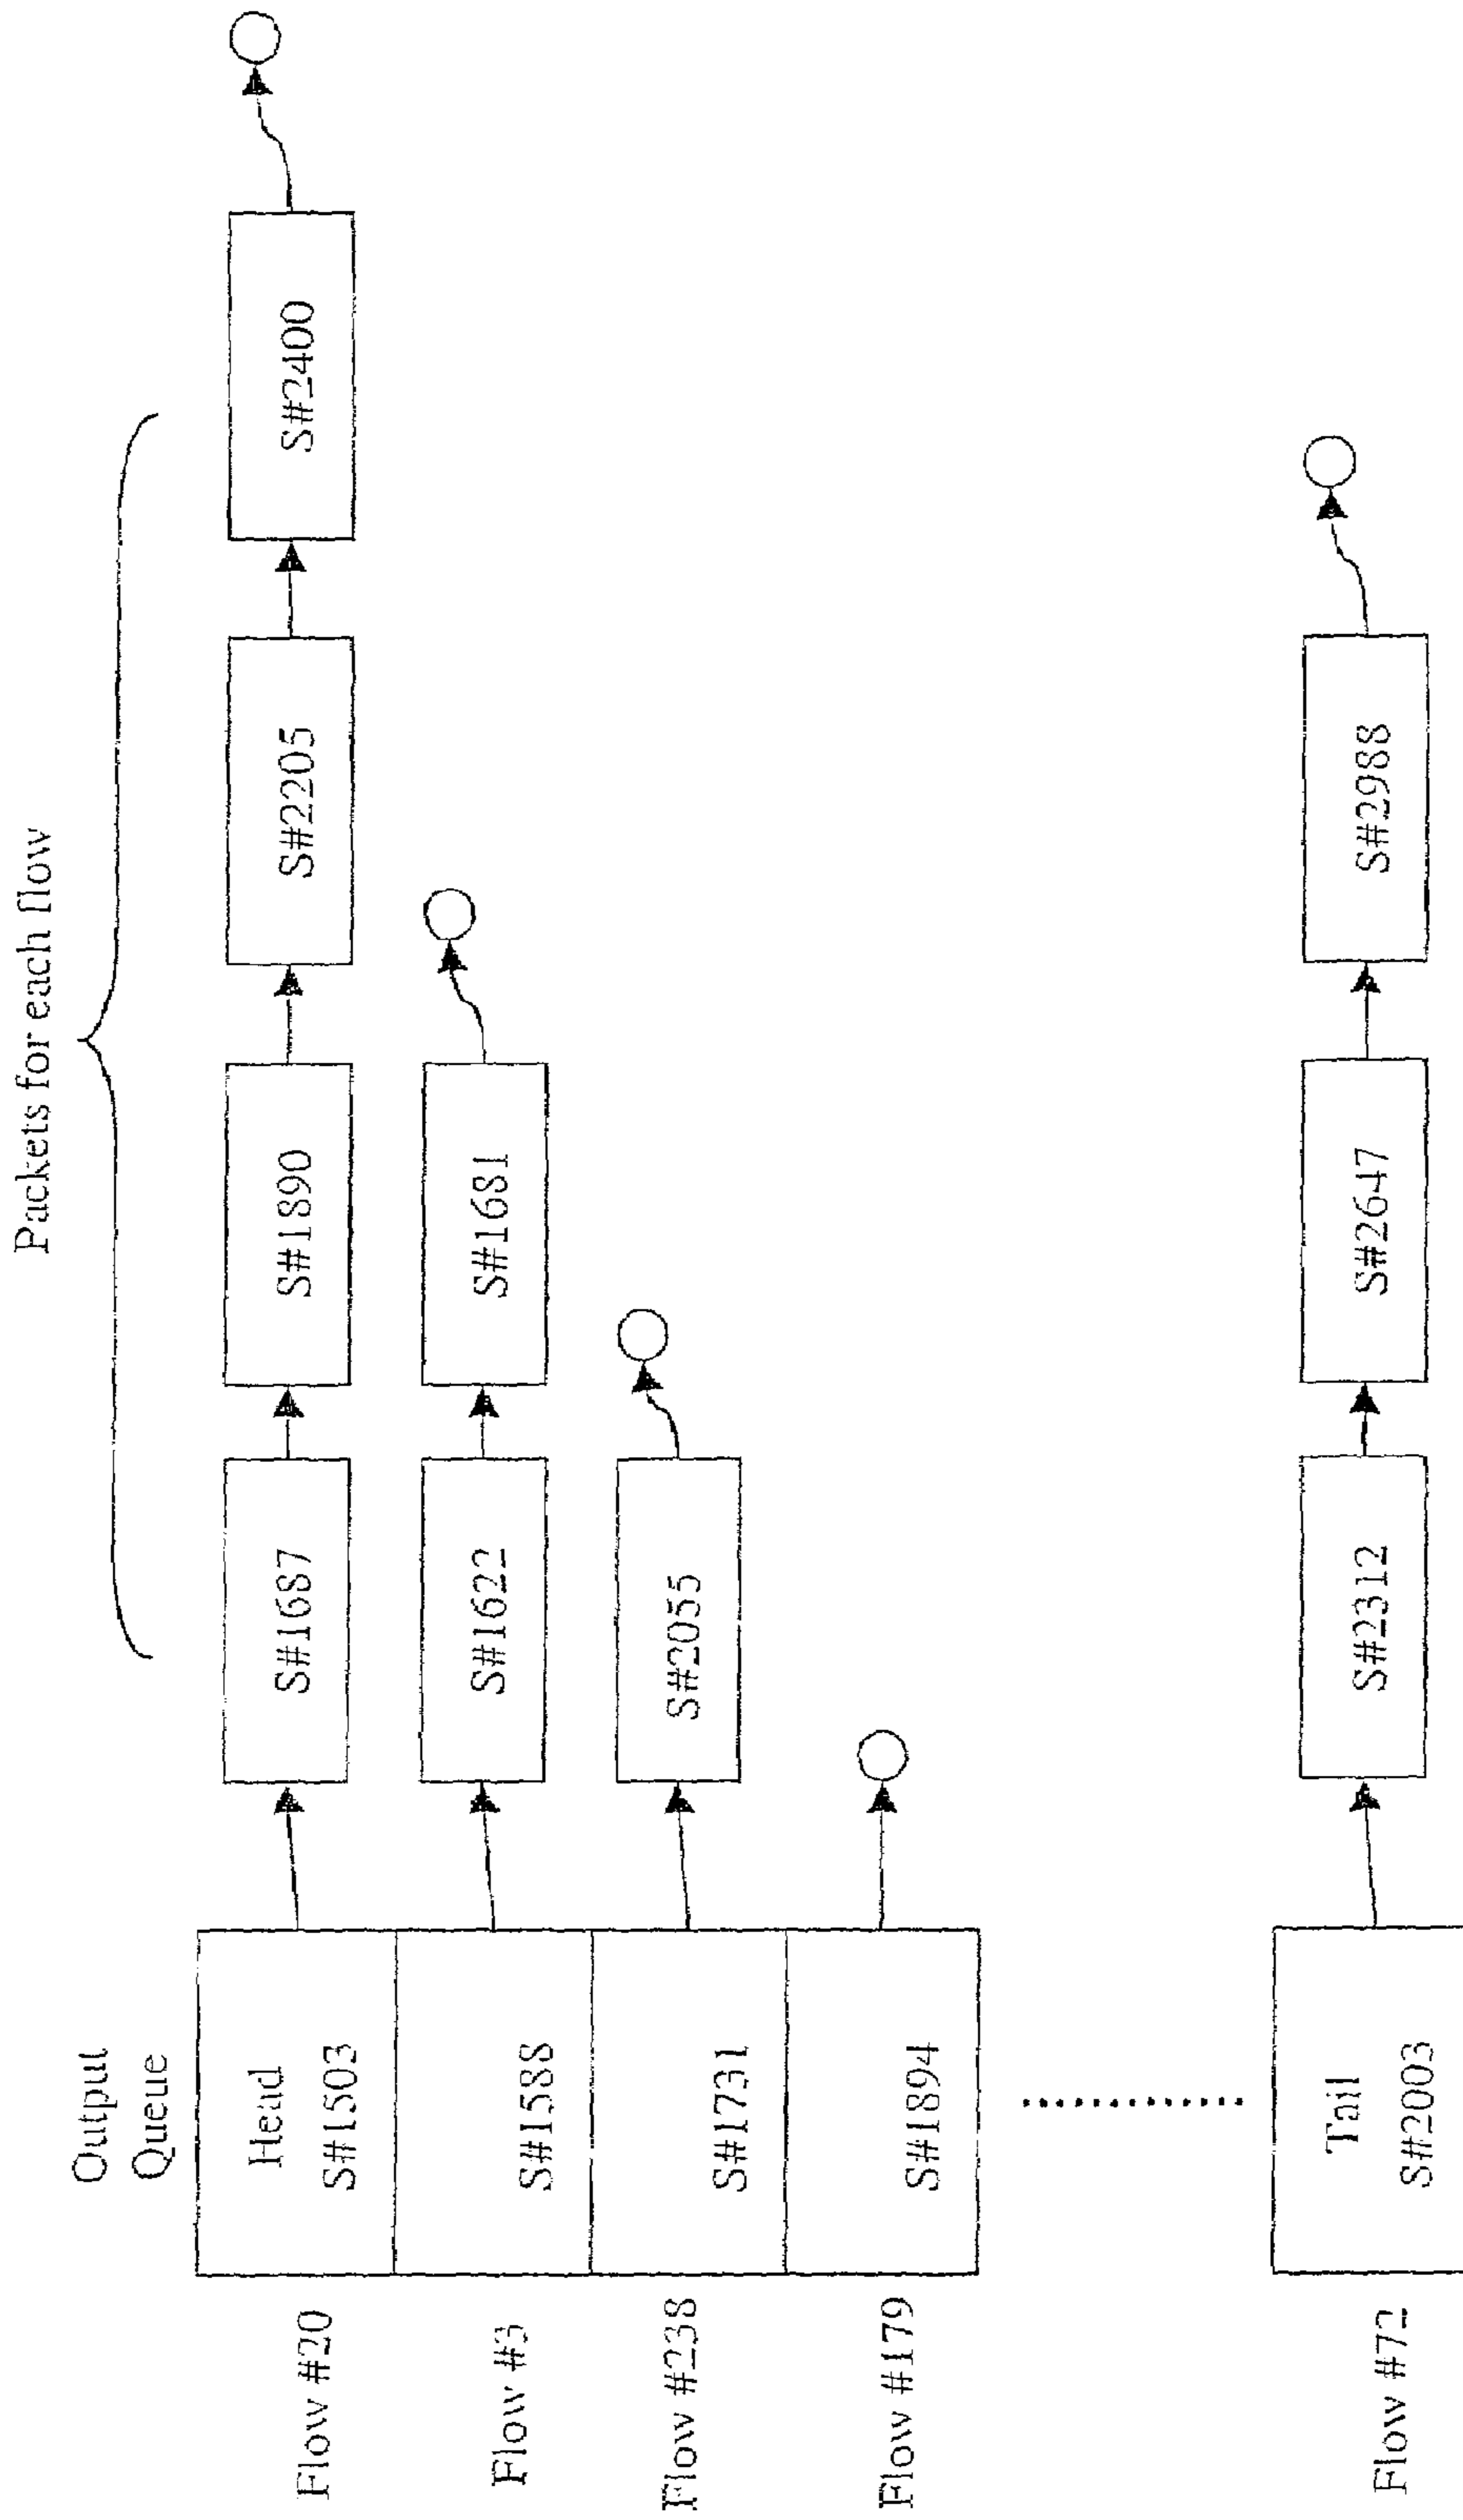 Packets for each flow
Output
Queue
Flow #20
Head
S#1503
S#1687
S#1890
S#2205
S#2400
Flow #3
S#1588
S#1622
S#1681
Flow #238
S#1731
S#2055
Flow #179
S#1894
Flow #72
Tail
S#2003
S#2312
S#2647
S#2988